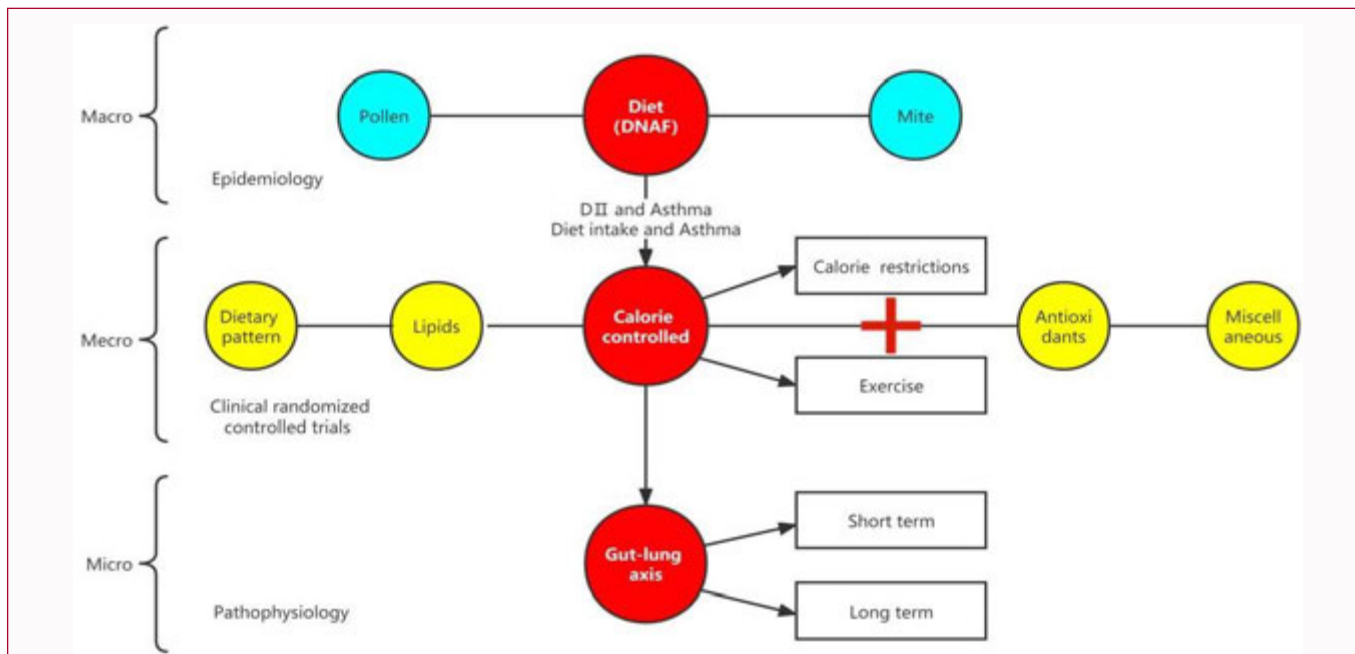 Macro
Pollen
Diet
(DNAF)
Mite
Epidemiology
DⅡ and Asthma
Diet intake and Asthma
Mecro
Dietary
pattern
Lipids
Calorie
controlled
Calorie restrictions
Exercise
Antioxi
dants
Miscell
aneous
Clinical randomized
controlled trials
Micro
Gut-lung
axis
Short term
Long term
Pathophysiology